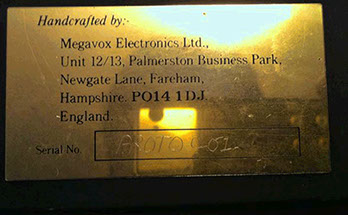 Handcrafted by:-
Megavox Electronics Ltd.,
Unit 12/13, Palmerston Business Park,
Newgate Lane, Fareham,
Hampshire. PO14 1DJ.
England.
Serial No.